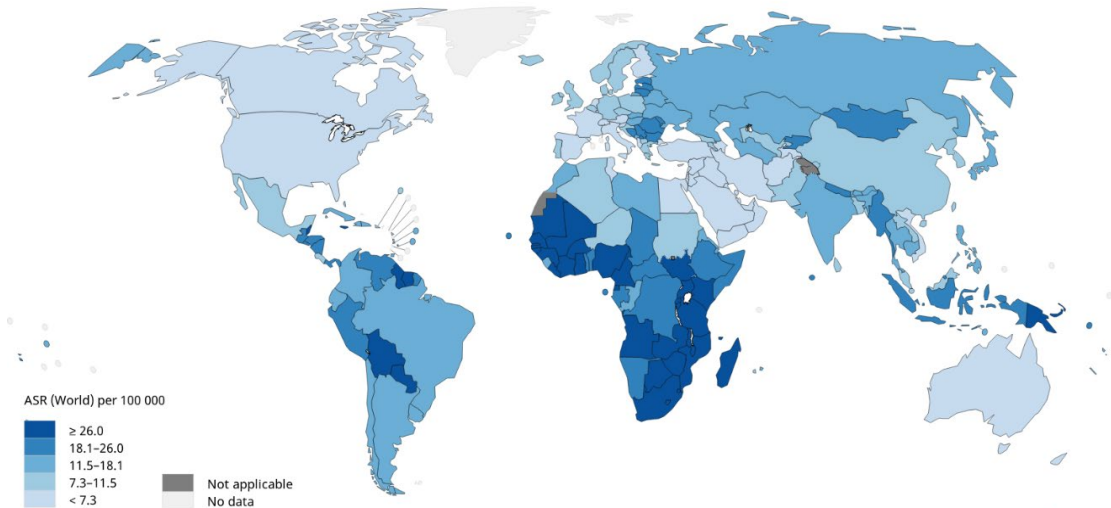 ASR (World) per 100 000
≥ 26.0
18.1–26.0
11.5–18.1
7.3–11.5
< 7.3
Not applicable
No data